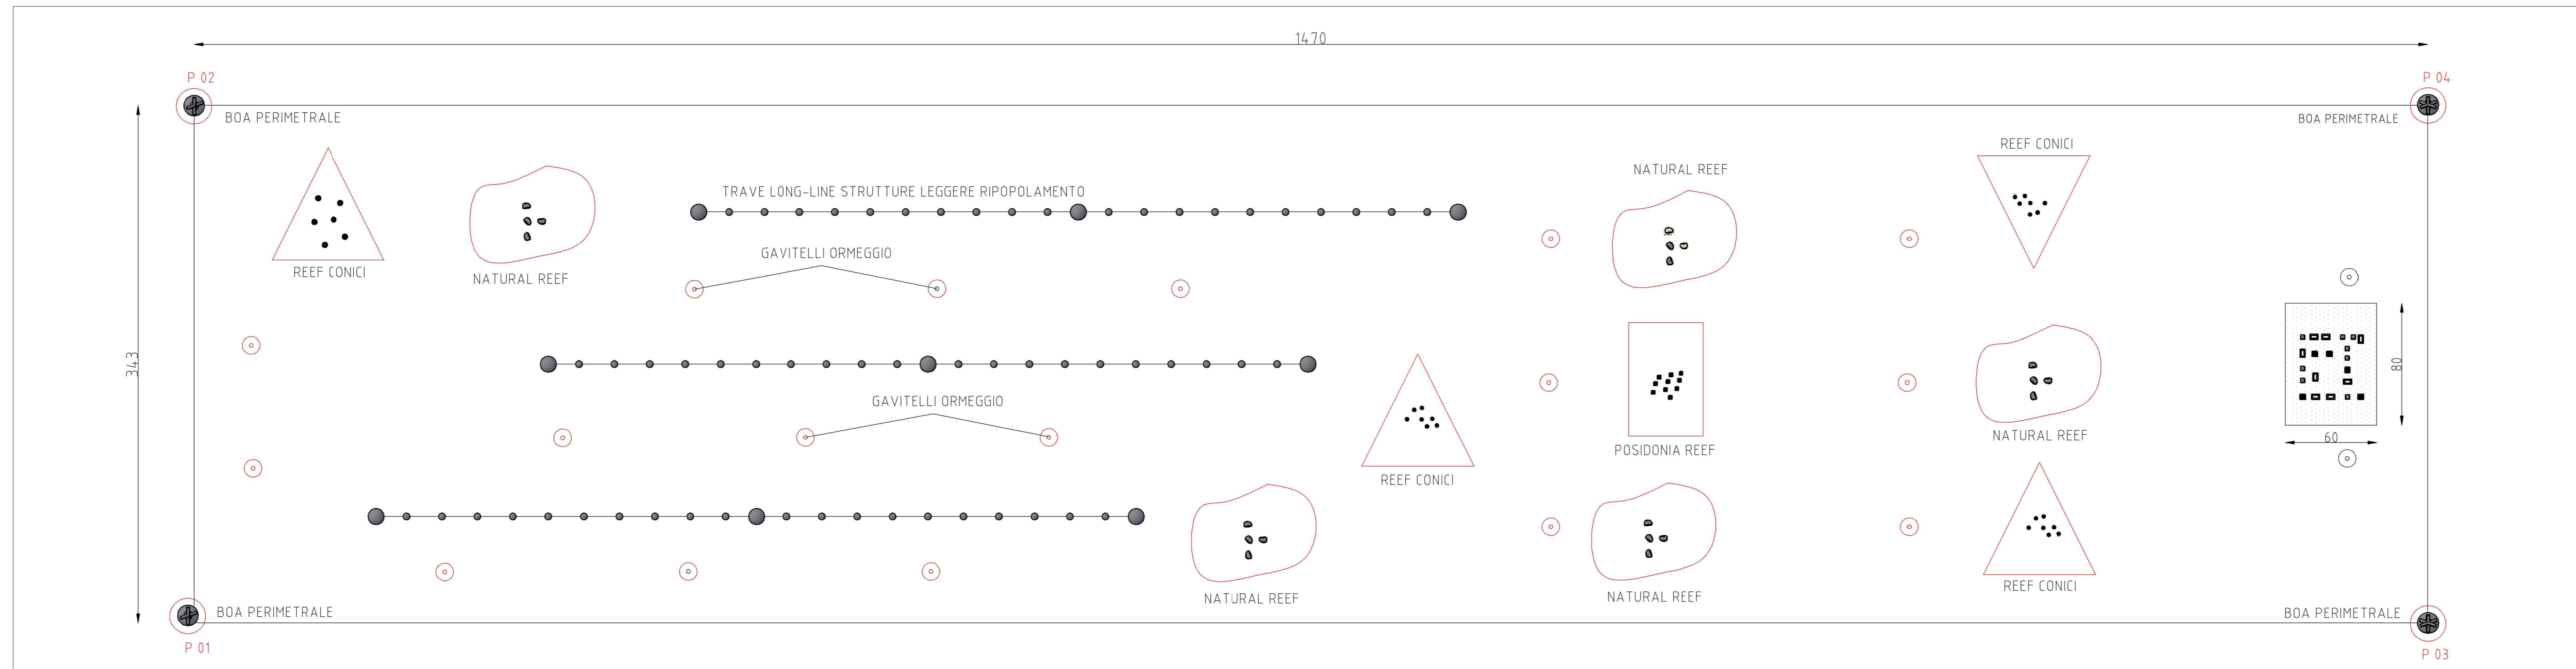 1470
P 02
P 04
BOA PERIMETRALE
BOA PERIMETRALE
REEF CONICI
NATURAL REEF
TRAVE LONG-LINE STRUTTURE LEGGERE RIPOPOLAMENTO
GAVITELLI ORMEGGIO
REEF CONICI
NATURAL REEF
343
80
GAVITELLI ORMEGGIO
NATURAL REEF
60
POSIDONIA REEF
REEF CONICI
REEF CONICI
NATURAL REEF
NATURAL REEF
BOA PERIMETRALE
BOA PERIMETRALE
P 01
P 03